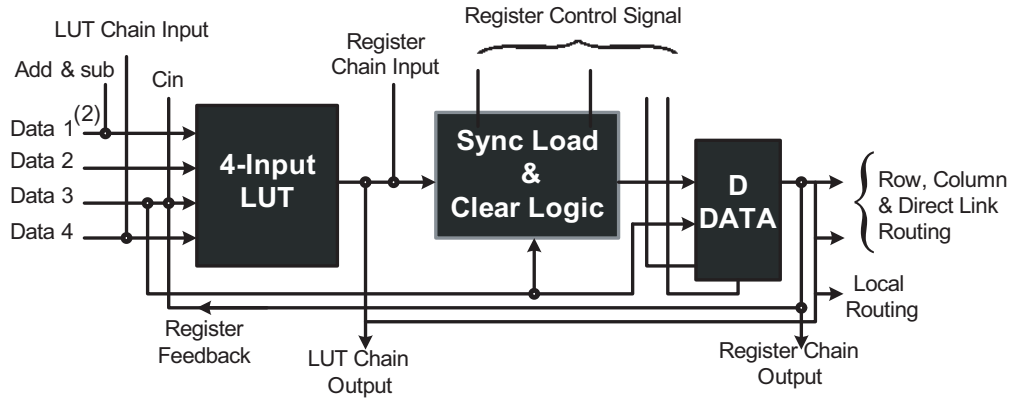 Register Control Signal
LUT Chain Input
Register
Chain Input
Add & sub
Cin
Data 1(2)
Data 2
Data 3
Data 4
4-Input
LUT
Sync Load
&
Clear Logic
D
DATA
Row, Column
& Direct Link
Routing
Local
Routing
Register
Feedback
LUT Chain
Output
Register Chain
Output